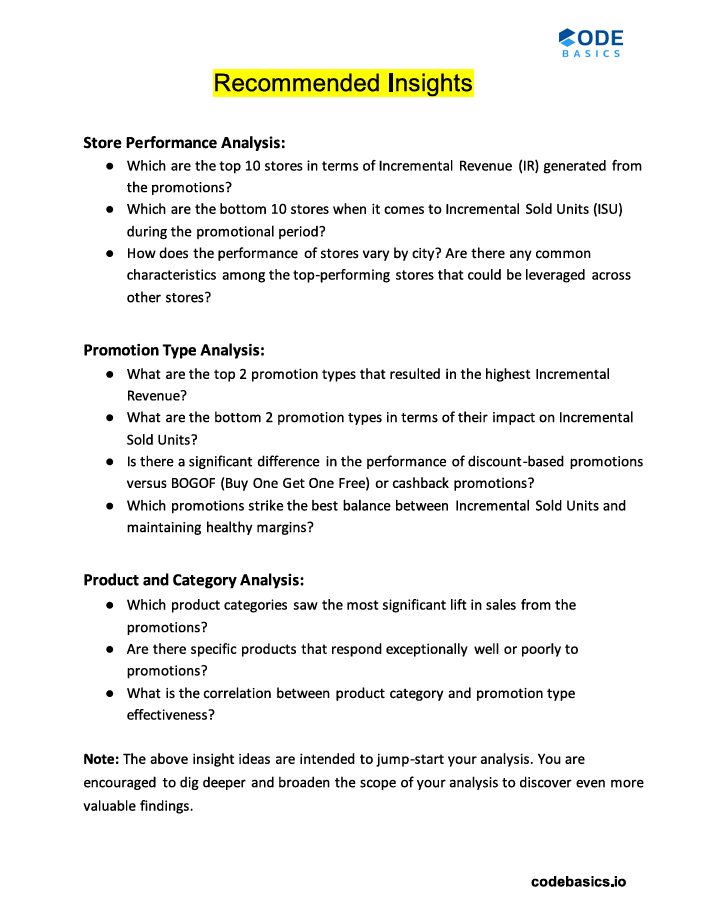 CODE
BASICS
Recommended Insights
Store Performance Analysis:
● Which are the top 10 stores in terms of Incremental Revenue (IR) generated from
the promotions?
● Which are the bottom 10 stores when it comes to Incremental Sold Units (ISU)
during the promotional period?
● How does the performance of stores vary by city? Are there any common
characteristics among the top-performing stores that could be leveraged across
other stores?
Promotion Type Analysis:
● What are the top 2 promotion types that resulted in the highest Incremental
Revenue?
● What are the bottom 2 promotion types in terms of their impact on Incremental
Sold Units?
● Is there a significant difference in the performance of discount-based promotions
versus BOGOF (Buy One Get One Free) or cashback promotions?
● Which promotions strike the best balance between Incremental Sold Units and
maintaining healthy margins?
Product and Category Analysis:
● Which product categories saw the most significant lift in sales from the
promotions?
● Are there specific products that respond exceptionally well or poorly to
promotions?
● What is the correlation between product category and promotion type
effectiveness?
Note: The above insight ideas are intended to jump-start your analysis. You are
encouraged to dig deeper and broaden the scope of your analysis to discover even more
valuable findings.
codebasics.io